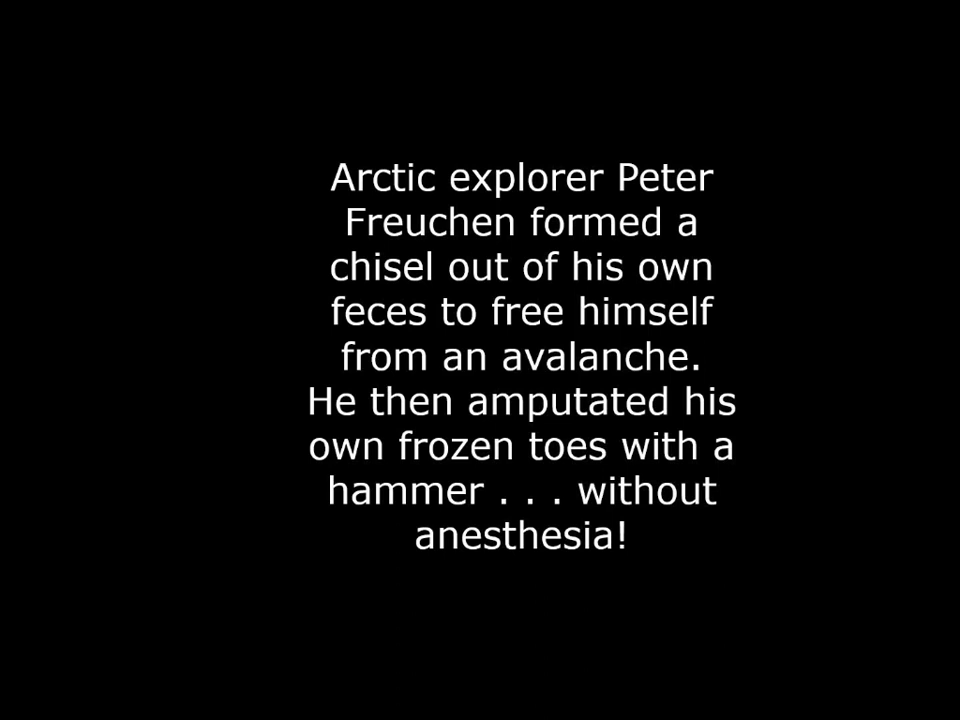 Arctic explorer Peter
Freuchen formed a
chisel out of his own
feces to free himself
from an avalanche.
He then amputated his
own frozen toes with a
hammer . . . without
anesthesia!